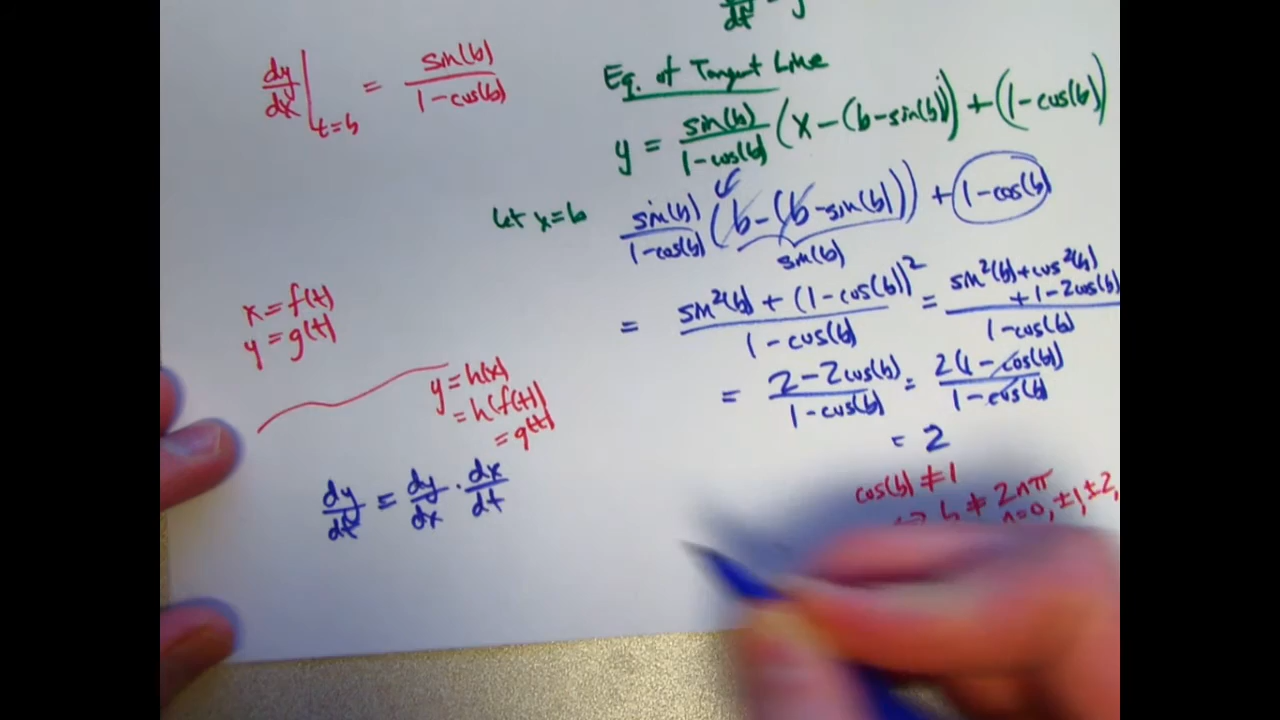 dy/dt = y
dy/dx |t=b = sin(b)/(1-cos(b))
Eq. of Tangent Line
y = sin(b)/(1-cos(b)) (x-(b-sin(b))) + (1-cos(b))
Let x=b
sin(b)/(1-cos(b)) (b-(b-sin(b))) + 1-cos(b)
sin(b)
= (sin²(b) + (1-cos(b))²)/(1-cos(b)) = (sin²(b)+cos²(b) +1-2cos(b))/(1-cos(b))
= (2-2cos(b))/(1-cos(b)) = 2(1-cos(b))/(1-cos(b))
= 2
cos(b) ≠ 1
⇔ b ≠ 2nπ
n=0, ±1, ±2,
x = f(t)
y = g(t)
y = h(x)
= h(f(t))
= g(t)
dy/dt = dy/dx · dx/dt